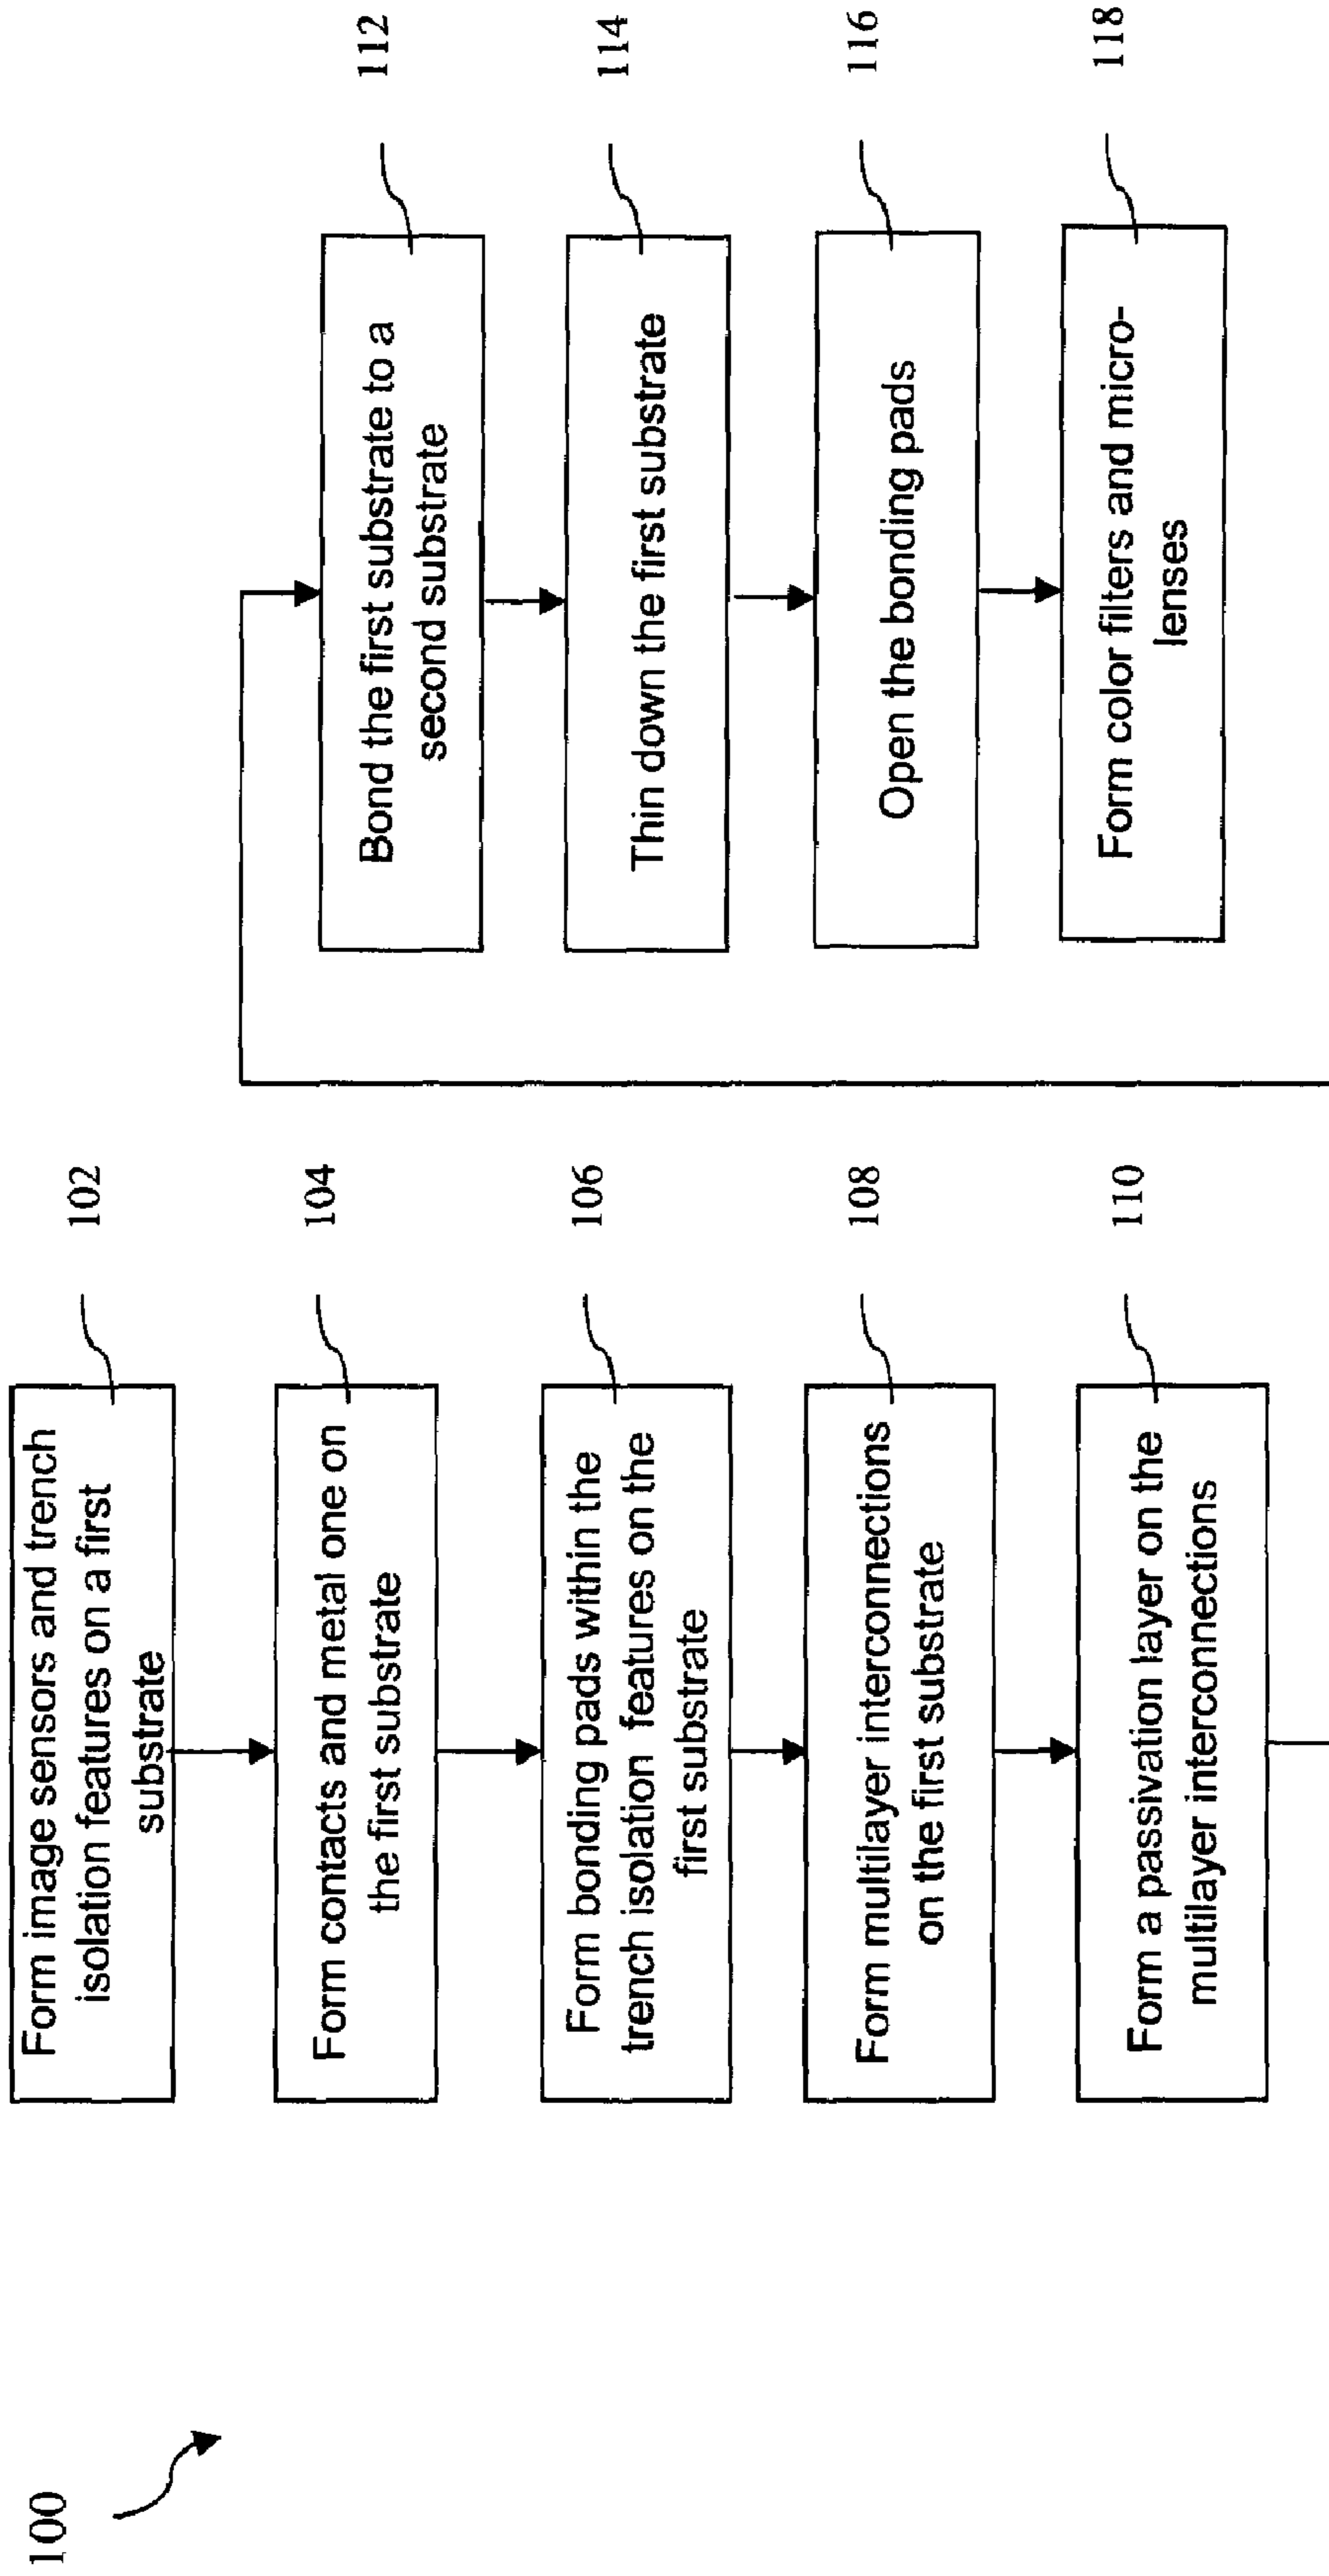 100
Form image sensors and trench
isolation features on a first
substrate
102
Form contacts and metal one on
the first substrate
104
Form bonding pads within the
trench isolation features on the
first substrate
106
Form multilayer interconnections
on the first substrate
108
Form a passivation layer on the
multilayer interconnections
110
Bond the first substrate to a
second substrate
112
Thin down the first substrate
114
Open the bonding pads
116
Form color filters and micro-
lenses
118